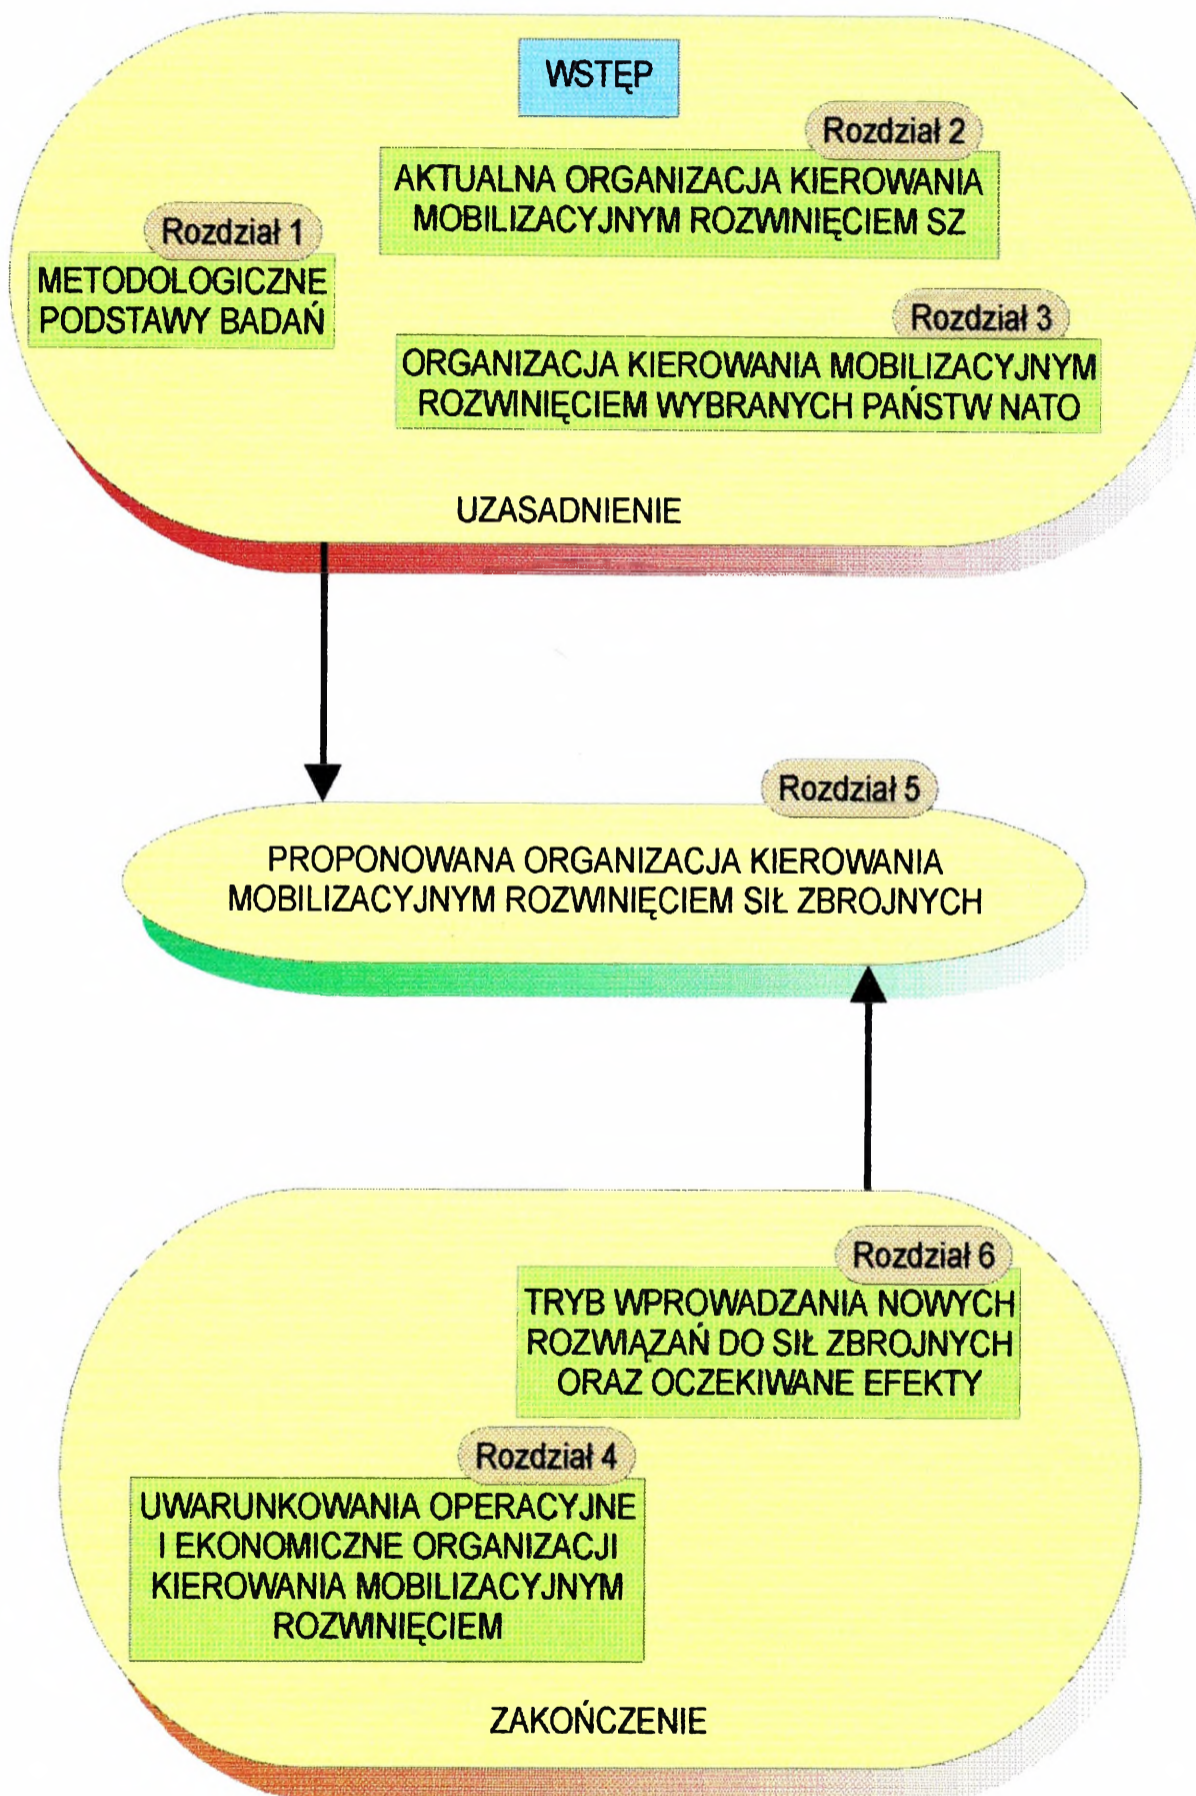 WSTĘP
Rozdział 2
AKTUALNA ORGANIZACJA KIEROWANIA
MOBILIZACYJNYM ROZWINIĘCIEM SZ
Rozdział 1
METODOLOGICZNE
PODSTAWY BADAŃ
Rozdział 3
ORGANIZACJA KIEROWANIA MOBILIZACYJNYM
ROZWINIĘCIEM WYBRANYCH PAŃSTW NATO
UZASADNIENIE
Rozdział 5
PROPONOWANA ORGANIZACJA KIEROWANIA
MOBILIZACYJNYM ROZWINIĘCIEM SIŁ ZBROJNYCH
Rozdział 6
TRYB WPROWADZANIA NOWYCH
ROZWIĄZAŃ DO SIŁ ZBROJNYCH
ORAZ OCZEKIWANE EFEKTY
Rozdział 4
UWARUNKOWANIA OPERACYJNE
I EKONOMICZNE ORGANIZACJI
KIEROWANIA MOBILIZACYJNYM
ROZWINIĘCIEM
ZAKOŃCZENIE